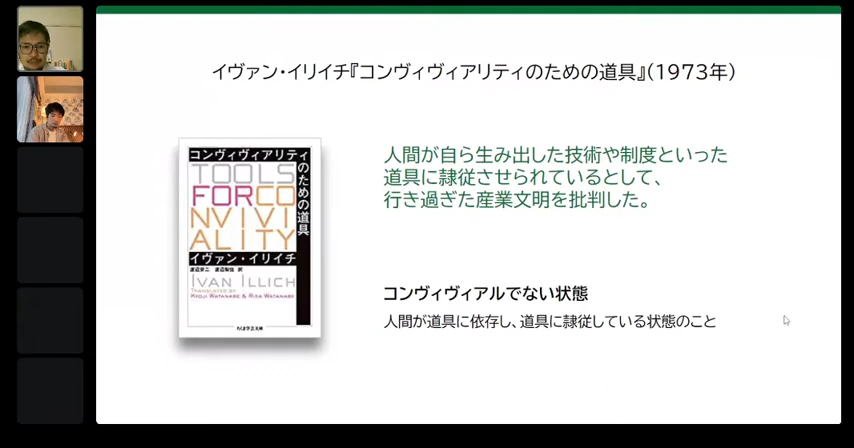 イヴァン・イリイチ『コンヴィヴィアリティのための道具』(1973年)
コンヴィヴィアリティのための道具
TOOLS
FORCO
NVIVI
ALITY
イヴァン・イリイチ
渡辺京二 渡辺梨佐 訳
IVAN ILLICH
TRANSLATED BY
KYOJI WATANABE & RISA WATANABE
ちくま学芸文庫
人間が自ら生み出した技術や制度といった
道具に隷従させられているとして、
行き過ぎた産業文明を批判した。
コンヴィヴィアルでない状態
人間が道具に依存し、道具に隷従している状態のこと